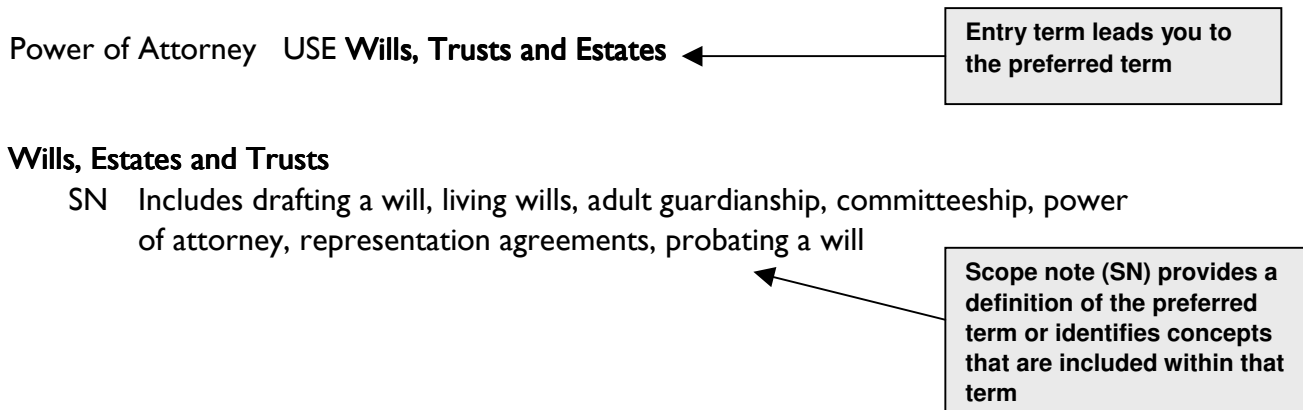 Power of Attorney USE Wills, Trusts and Estates
Entry term leads you to
the preferred term
Wills, Estates and Trusts
SN Includes drafting a will, living wills, adult guardianship, committeeship, power
of attorney, representation agreements, probating a will
Scope note (SN) provides a
definition of the preferred
term or identifies concepts
that are included within that
term